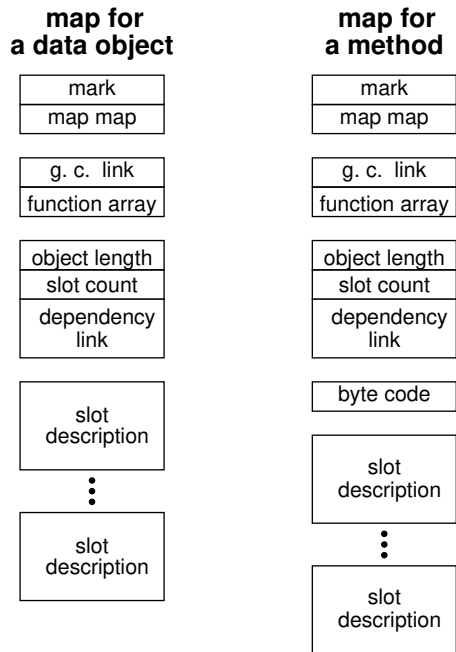 map for
a data object
mark
map map
g. c. link
function array
object length
slot count
dependency
link
slot
description
slot
description
map for
a method
mark
map map
g. c. link
function array
object length
slot count
dependency
link
byte code
slot
description
slot
description